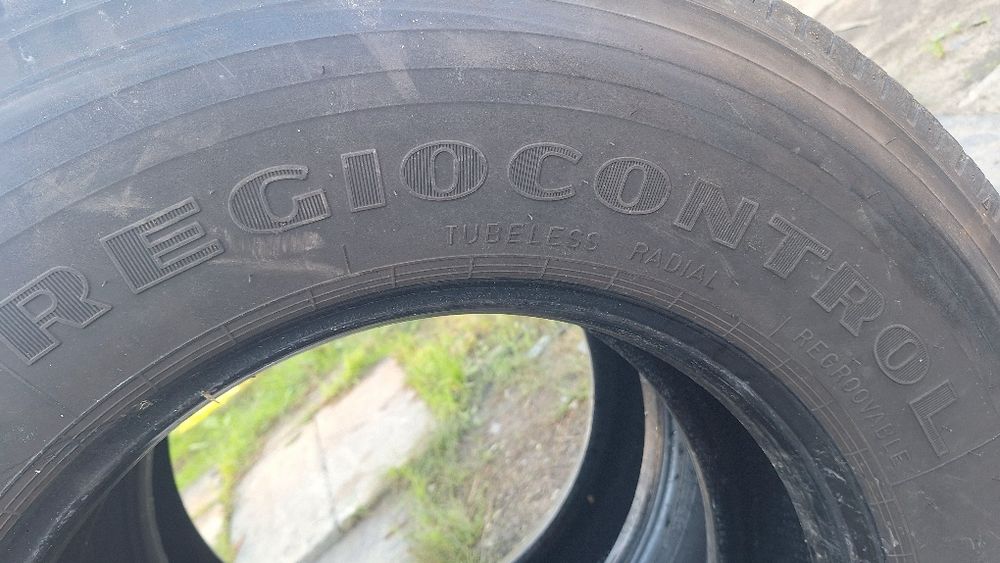 REGIOCONTROL
TUBELESS RADIAL
REGROOVABLE